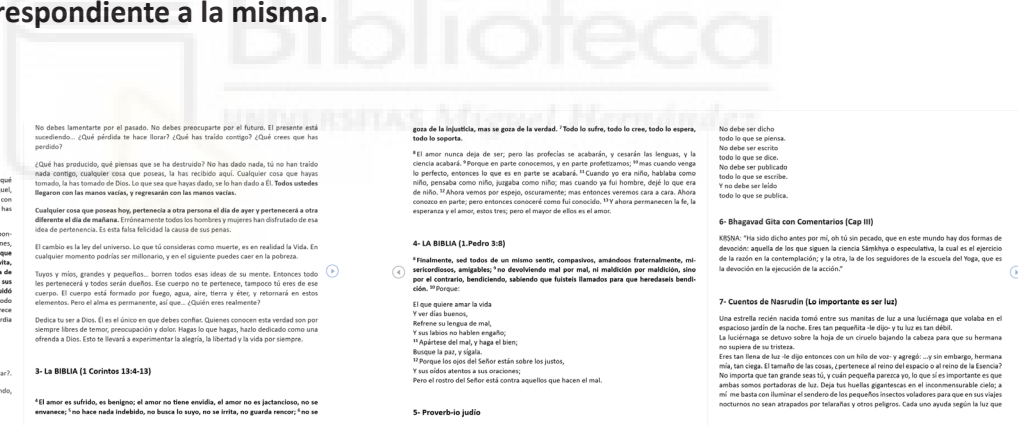 respondiente a la misma.
Biblioteca
UNIVERSITAS Miguel Hernández
qué
uel,
con
has
pon-
nes,
que
vita,
a de
sus
uidó
odo
rece
rdia
ar?.
ndo,
No debes lamentarte por el pasado. No debes preocuparte por el futuro. El presente está
sucediendo... ¿Qué pérdida te hace llorar? ¿Qué has traído contigo? ¿Qué crees que has
perdido?
¿Qué has producido, qué piensas que se ha destruido? No has dado nada, tú no has traído
nada contigo, cualquier cosa que poseas, la has recibido aquí. Cualquier cosa que hayas
tomado, la has tomado de Dios. Lo que sea que hayas dado, se lo han dado a Él. Todos ustedes
llegaron con las manos vacías, y regresarán con las manos vacías.
Cualquier cosa que poseas hoy, pertenecía a otra persona el día de ayer y pertenecerá a otra
diferente el día de mañana. Erróneamente todos los hombres y mujeres han disfrutado de esa
idea de pertenencia. Es esta falsa felicidad la causa de sus penas.
El cambio es la ley del universo. Lo que tú consideras como muerte, es en realidad la Vida. En
cualquier momento podrías ser millonario, y en el siguiente puedes caer en la pobreza.
Tuyos y míos, grandes y pequeños... borren todos esas ideas de su mente. Entonces todo
les pertenecerá y todos serán dueños. Ese cuerpo no te pertenece, tampoco tú eres de ese
cuerpo. El cuerpo está formado por fuego, agua, aire, tierra y éter, y retornará en estos
elementos. Pero el alma es permanente, así que... ¿Quién eres realmente?
Dedica tu ser a Dios. Él es el único en que debes confiar. Quienes conocen esta verdad son por
siempre libres de temor, preocupación y dolor. Hagas lo que hagas, hazlo dedicado como una
ofrenda a Dios. Esto te llevará a experimentar la alegría, la libertad y la vida por siempre.
3- La BIBLIA (1 Corintos 13:4-13)
⁴ El amor es sufrido, es benigno; el amor no tiene envidia, el amor no es jactancioso, no se
envanece; ⁵ no hace nada indebido, no busca lo suyo, no se irrita, no guarda rencor; ⁶ no se
goza de la injusticia, mas se goza de la verdad. ⁷ Todo lo sufre, todo lo cree, todo lo espera,
todo lo soporta.
⁸ El amor nunca deja de ser; pero las profecías se acabarán, y cesarán las lenguas, y la
ciencia acabará. ⁹ Porque en parte conocemos, y en parte profetizamos; ¹⁰ mas cuando venga
lo perfecto, entonces lo que es en parte se acabará. ¹¹ Cuando yo era niño, hablaba como
niño, pensaba como niño, juzgaba como niño; mas cuando ya fui hombre, dejé lo que era
de niño. ¹² Ahora vemos por espejo, oscuramente; mas entonces veremos cara a cara. Ahora
conozco en parte; pero entonces conoceré como fui conocido. ¹³ Y ahora permanecen la fe, la
esperanza y el amor, estos tres; pero el mayor de ellos es el amor.
4- LA BIBLIA (1.Pedro 3:8)
⁸ Finalmente, sed todos de un mismo sentir, compasivos, amándoos fraternalmente, mi-
sericordiosos, amigables; ⁹ no devolviendo mal por mal, ni maldición por maldición, sino
por el contrario, bendiciendo, sabiendo que fuisteis llamados para que heredaseis bendi-
ción. ¹⁰ Porque:
El que quiere amar la vida
Y ver días buenos,
Refrene su lengua de mal,
Y sus labios no hablen engaño;
¹¹ Apártese del mal, y haga el bien;
Busque la paz, y sígala.
¹² Porque los ojos del Señor están sobre los justos,
Y sus oídos atentos a sus oraciones;
Pero el rostro del Señor está contra aquellos que hacen el mal.
5- Proverb-io judío
No debe ser dicho
todo lo que se piensa.
No debe ser escrito
todo lo que se dice.
No debe ser publicado
todo lo que se escribe.
Y no debe ser leído
todo lo que se publica.
6- Bhagavad Gita con Comentarios (Cap III)
KRṢNA: "Ha sido dicho antes por mí, oh tú sin pecado, que en este mundo hay dos formas de
devoción: aquella de los que siguen la ciencia Sāmkhya o especulativa, la cual es el ejercicio
de la razón en la contemplación; y la otra, la de los seguidores de la escuela del Yoga, que es
la devoción en la ejecución de la acción."
7- Cuentos de Nasrudin (Lo importante es ser luz)
Una estrella recién nacida tomó entre sus manitas de luz a una luciérnaga que volaba en el
espacioso jardín de la noche. Eres tan pequeñita -le dijo- y tu luz es tan débil.
La luciérnaga se detuvo sobre la hoja de un ciruelo bajando la cabeza para que su hermana
no supiera de su tristeza.
Eres tan llena de luz -le dijo entonces con un hilo de voz- y agregó: ...y sin embargo, hermana
mía, tan ciega. El tamaño de las cosas, ¿pertenece al reino del espacio o al reino de la Esencia?
No importa que tan grande seas tú, y cuán pequeña parezca yo, lo que sí es importante es que
ambas somos portadoras de luz. Deja tus huellas gigantescas en el inconmensurable cielo; a
mí me basta con iluminar el sendero de los pequeños insectos voladores para que en sus viajes
nocturnos no sean atrapados por telarañas y otros peligros. Cada uno ayuda según la luz que